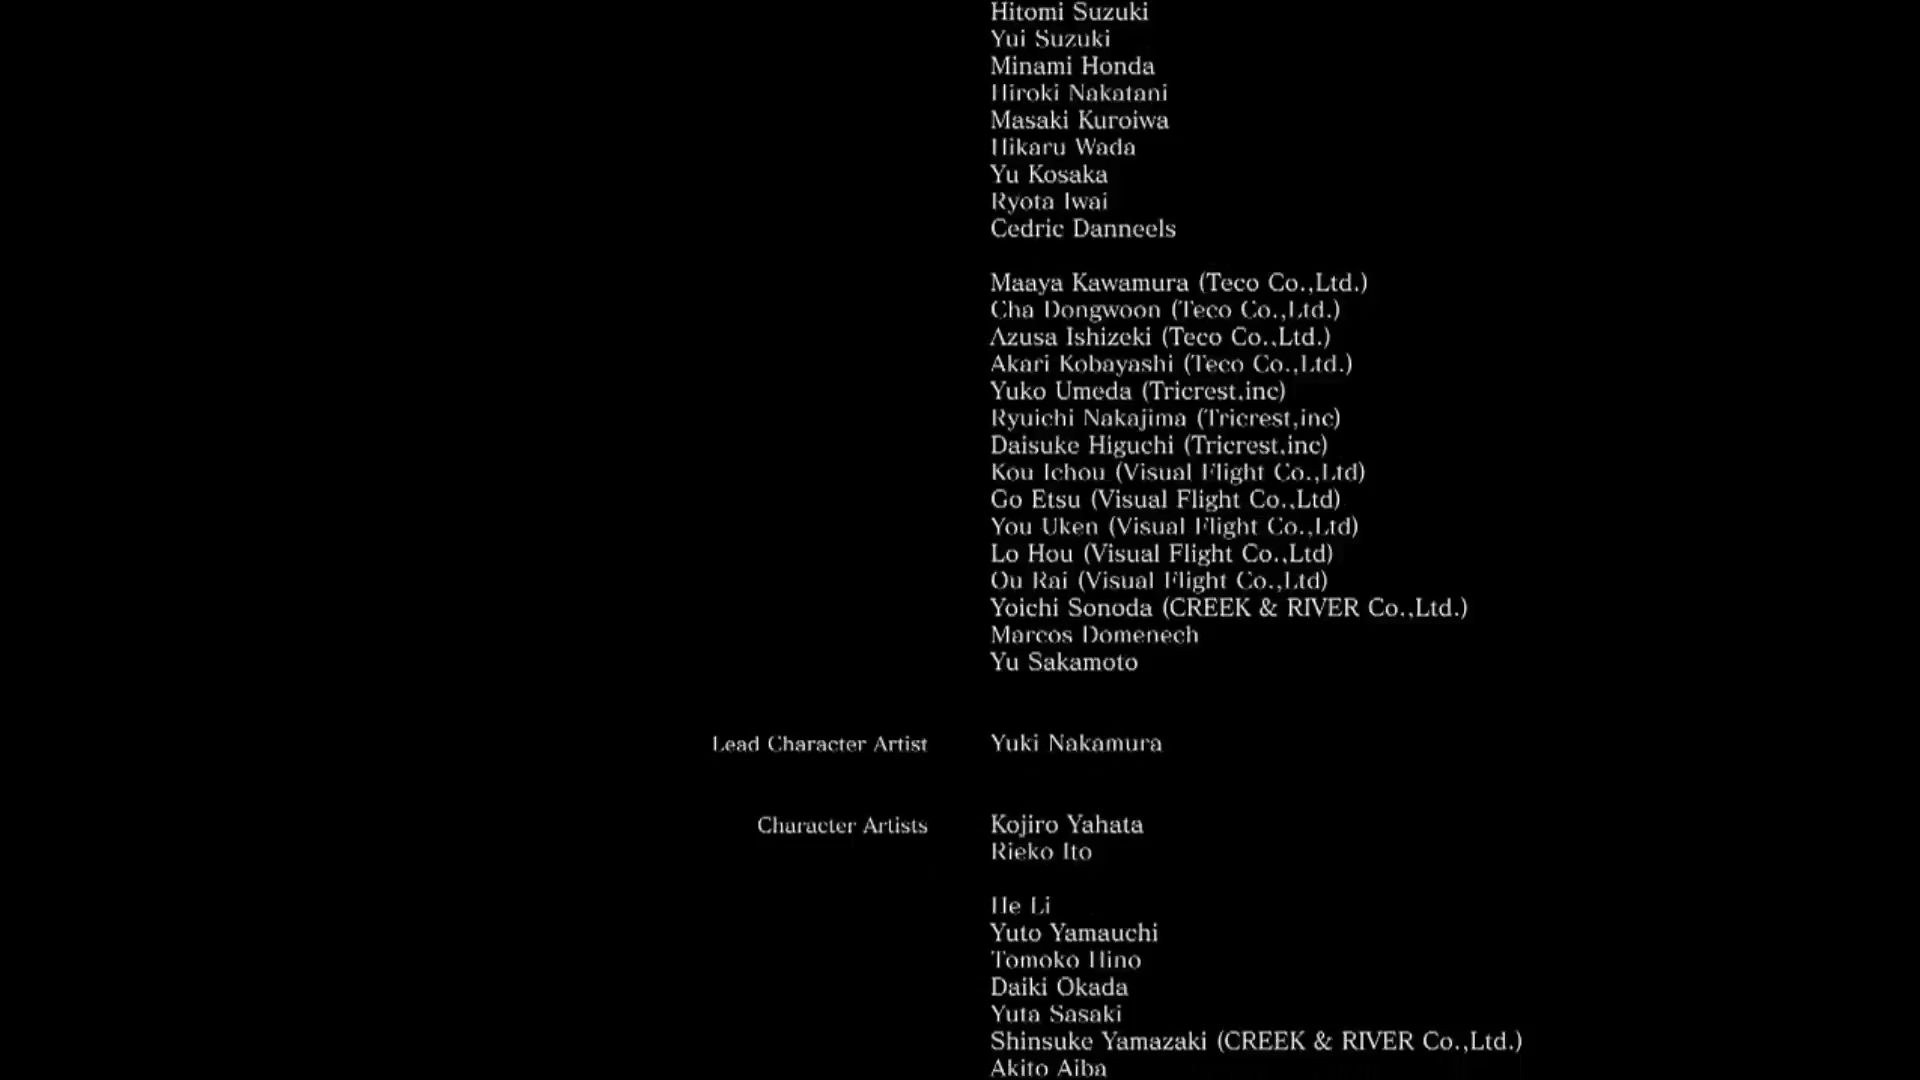 Hitomi Suzuki
Yui Suzuki
Minami Honda
Hiroki Nakatani
Masaki Kuroiwa
Hikaru Wada
Yu Kosaka
Ryota Iwai
Cedric Danneels
Maaya Kawamura (Teco Co.,Ltd.)
Cha Dongwoon (Teco Co.,Ltd.)
Azusa Ishizeki (Teco Co.,Ltd.)
Akari Kobayashi (Teco Co.,Ltd.)
Yuko Umeda (Tricrest,inc)
Ryuichi Nakajima (Tricrest,inc)
Daisuke Higuchi (Tricrest,inc)
Kou Ichou (Visual Flight Co.,Ltd)
Go Etsu (Visual Flight Co.,Ltd)
You Uken (Visual Flight Co.,Ltd)
Lo Hou (Visual Flight Co.,Ltd)
Ou Rai (Visual Flight Co.,Ltd)
Yoichi Sonoda (CREEK & RIVER Co.,Ltd.)
Marcos Domenech
Yu Sakamoto
Lead Character Artist Yuki Nakamura
Character Artists Kojiro Yahata
Rieko Ito
He Li
Yuto Yamauchi
Tomoko Hino
Daiki Okada
Yuta Sasaki
Shinsuke Yamazaki (CREEK & RIVER Co.,Ltd.)
Akito Aiba